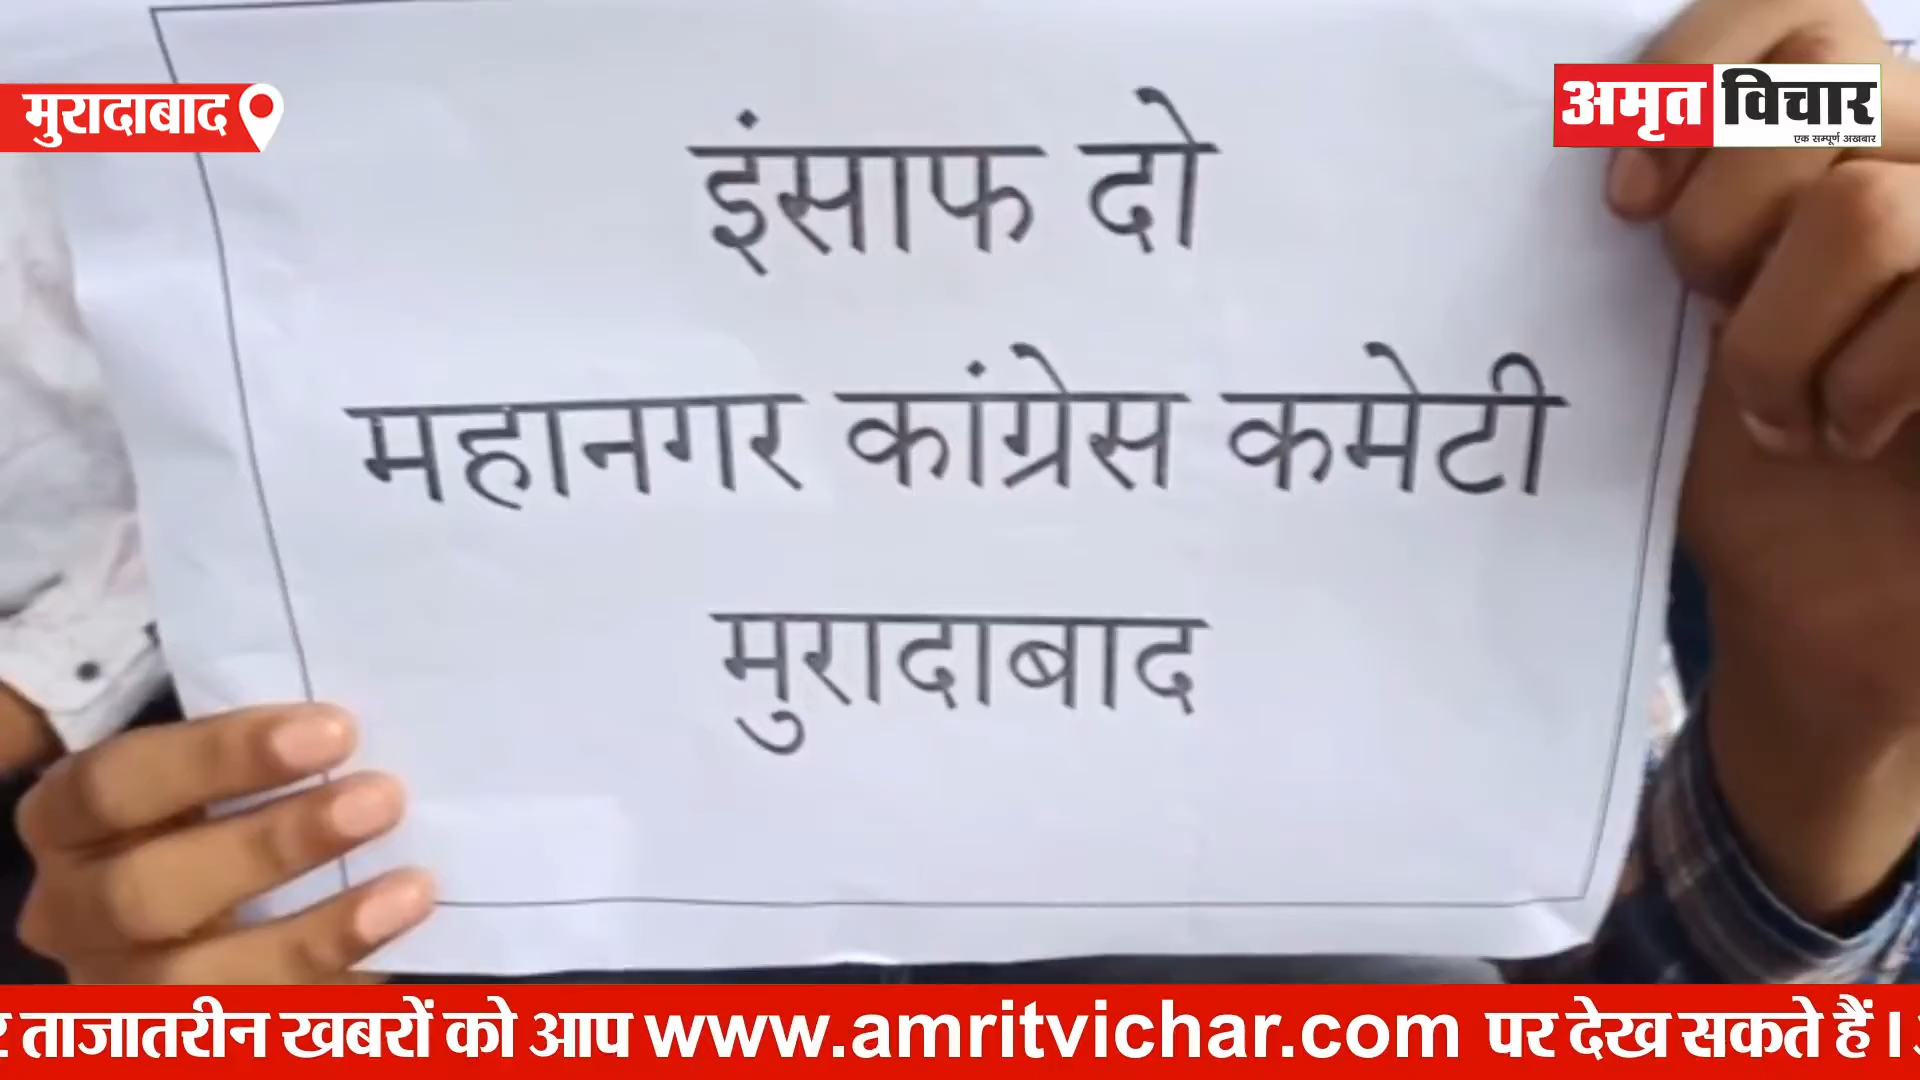 मुरादाबाद
अमृत विचार
एक सम्पूर्ण अखबार
इंसाफ दो
महानगर कांग्रेस कमेटी
मुरादाबाद
ताजातरीन खबरों को आप www.amritvichar.com पर देख सकते हैं।